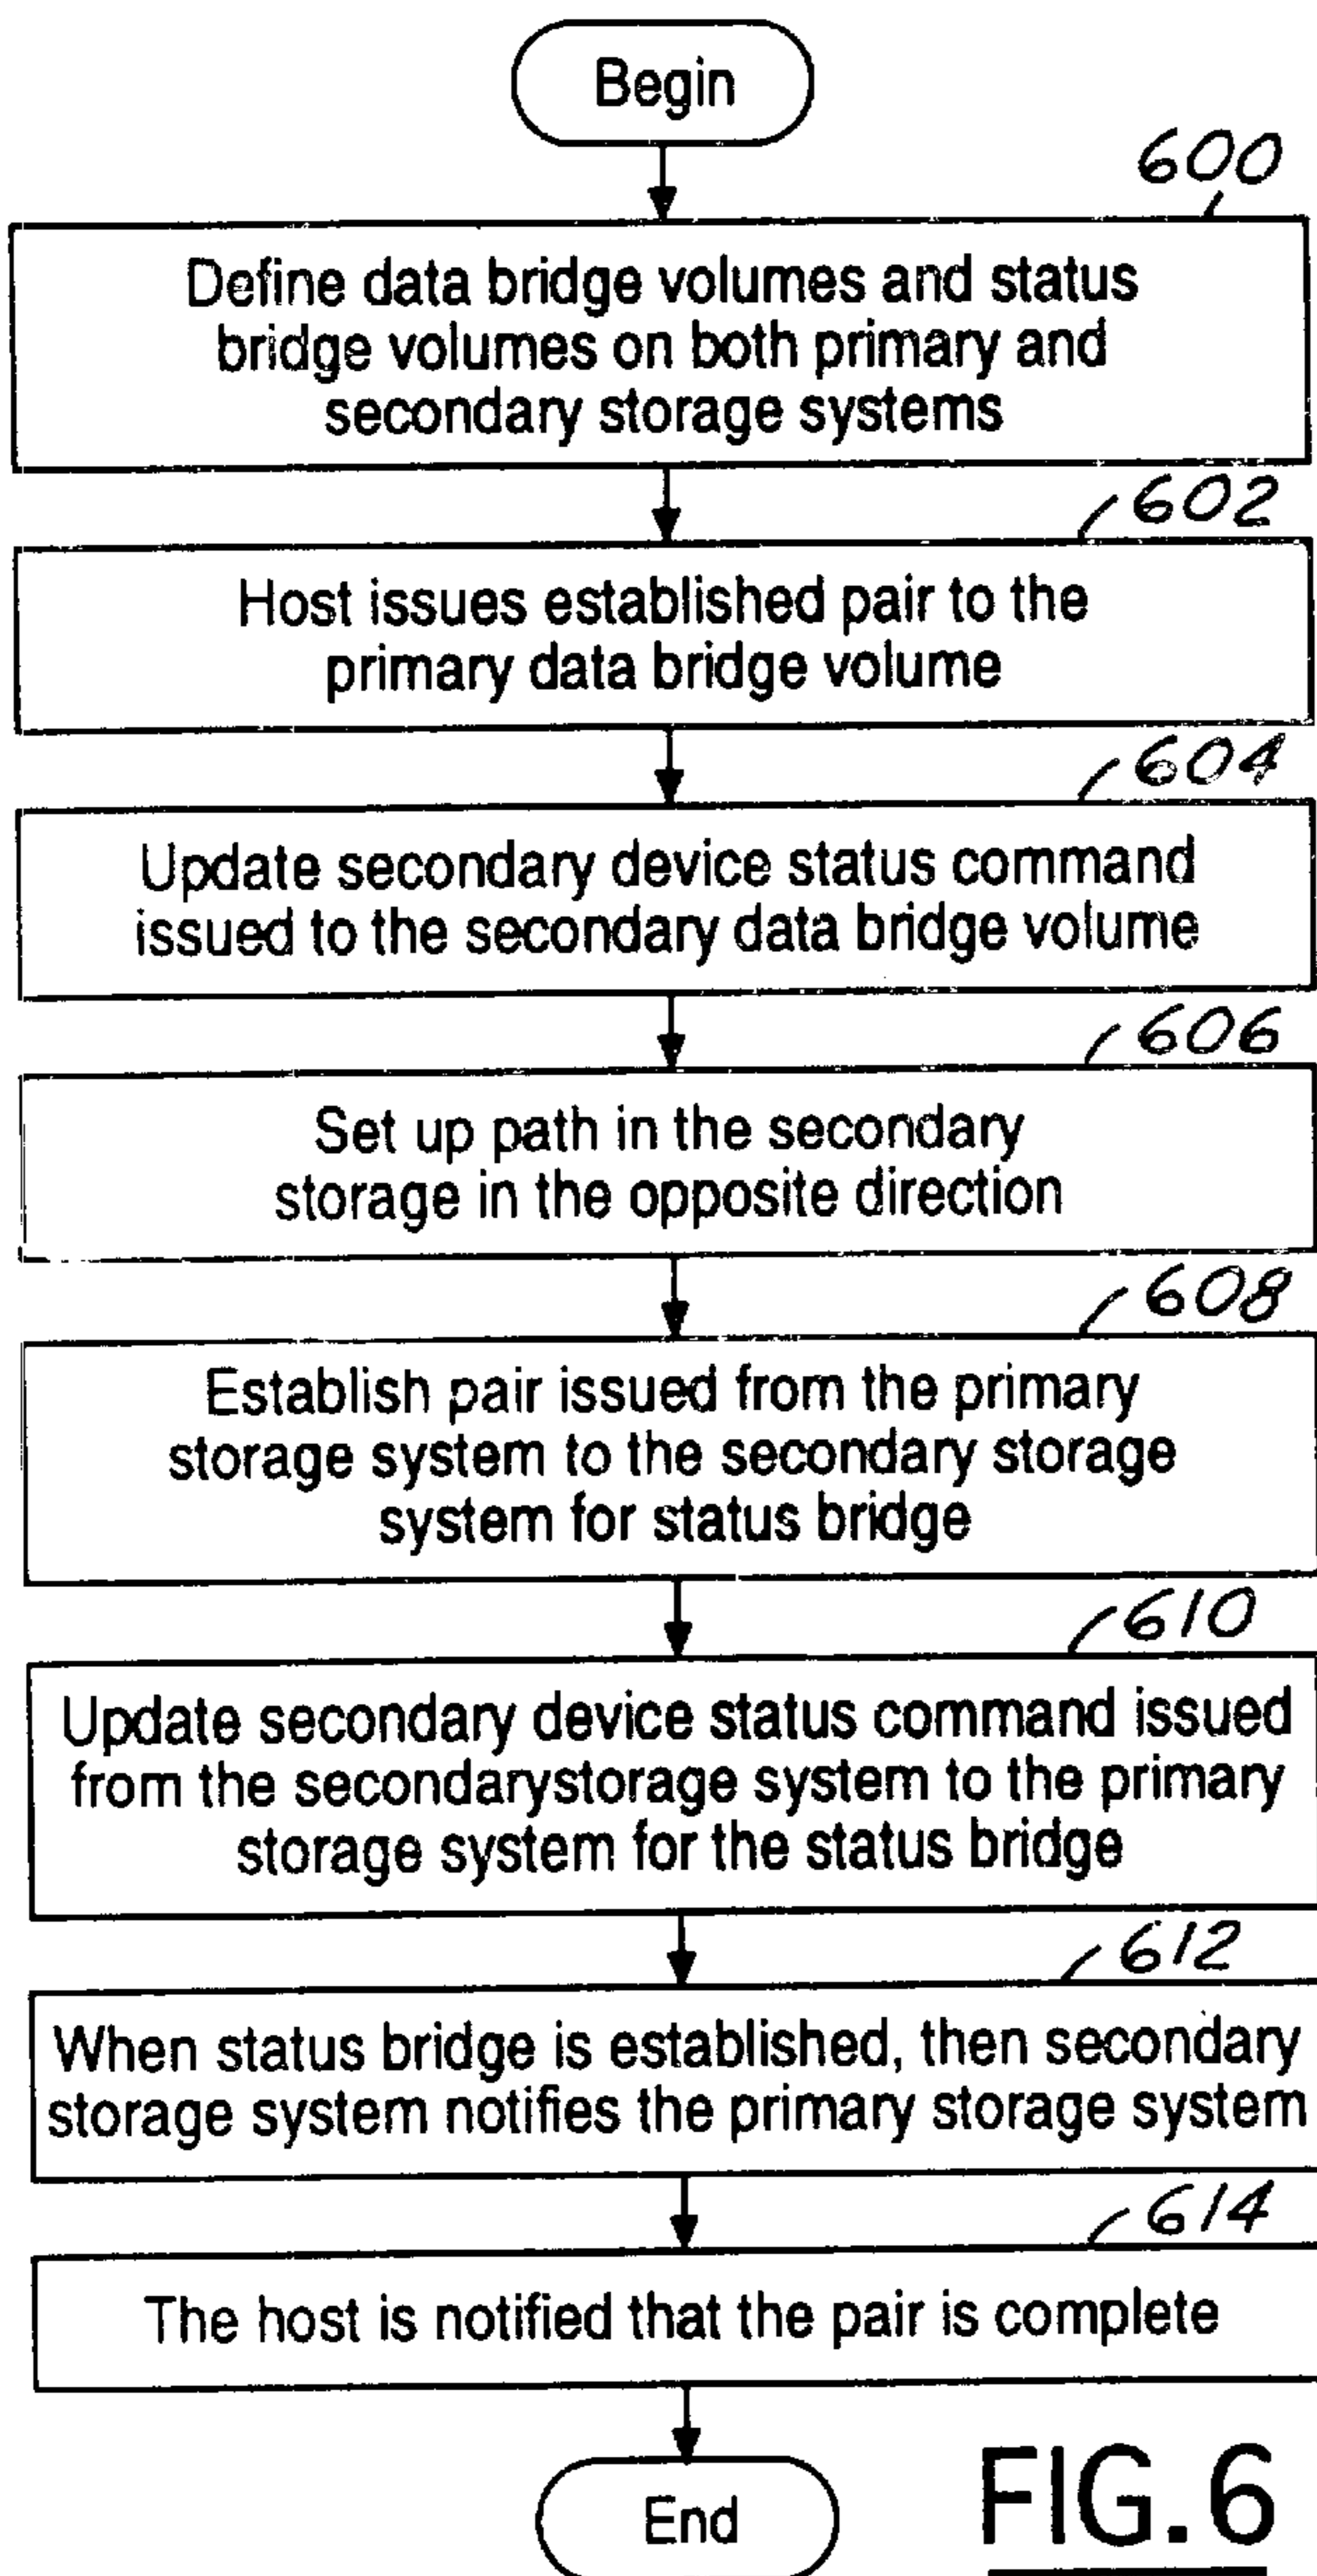 Begin
600
Define data bridge volumes and status
bridge volumes on both primary and
secondary storage systems
602
Host issues established pair to the
primary data bridge volume
604
Update secondary device status command
issued to the secondary data bridge volume
606
Set up path in the secondary
storage in the opposite direction
608
Establish pair issued from the primary
storage system to the secondary storage
system for status bridge
610
Update secondary device status command issued
from the secondarystorage system to the primary
storage system for the status bridge
612
When status bridge is established, then secondary
storage system notifies the primary storage system
614
The host is notified that the pair is complete
End
FIG. 6